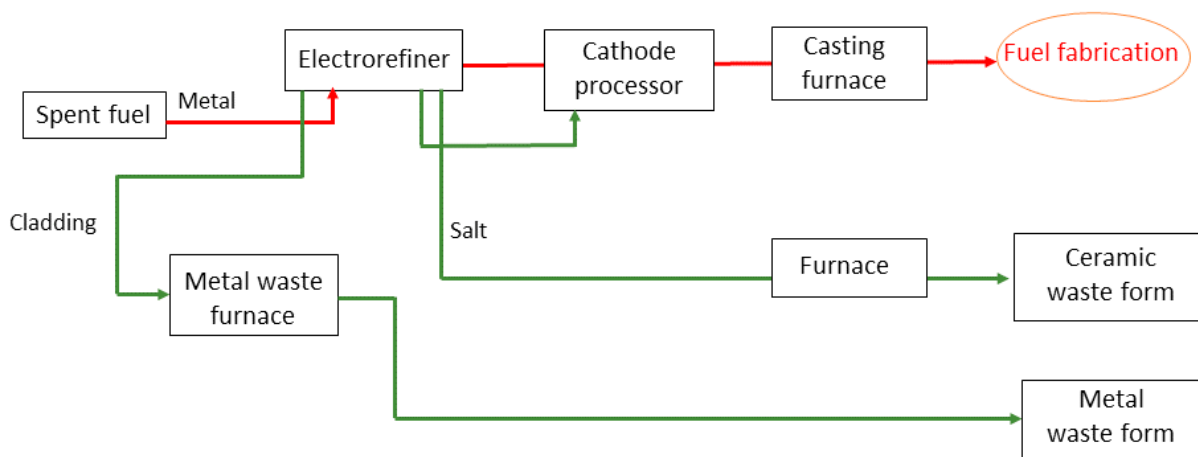 Electrorefiner
Cathode
processor
Casting
furnace
Fuel fabrication
Spent fuel
Metal
Cladding
Salt
Metal waste
furnace
Furnace
Ceramic
waste form
Metal
waste form